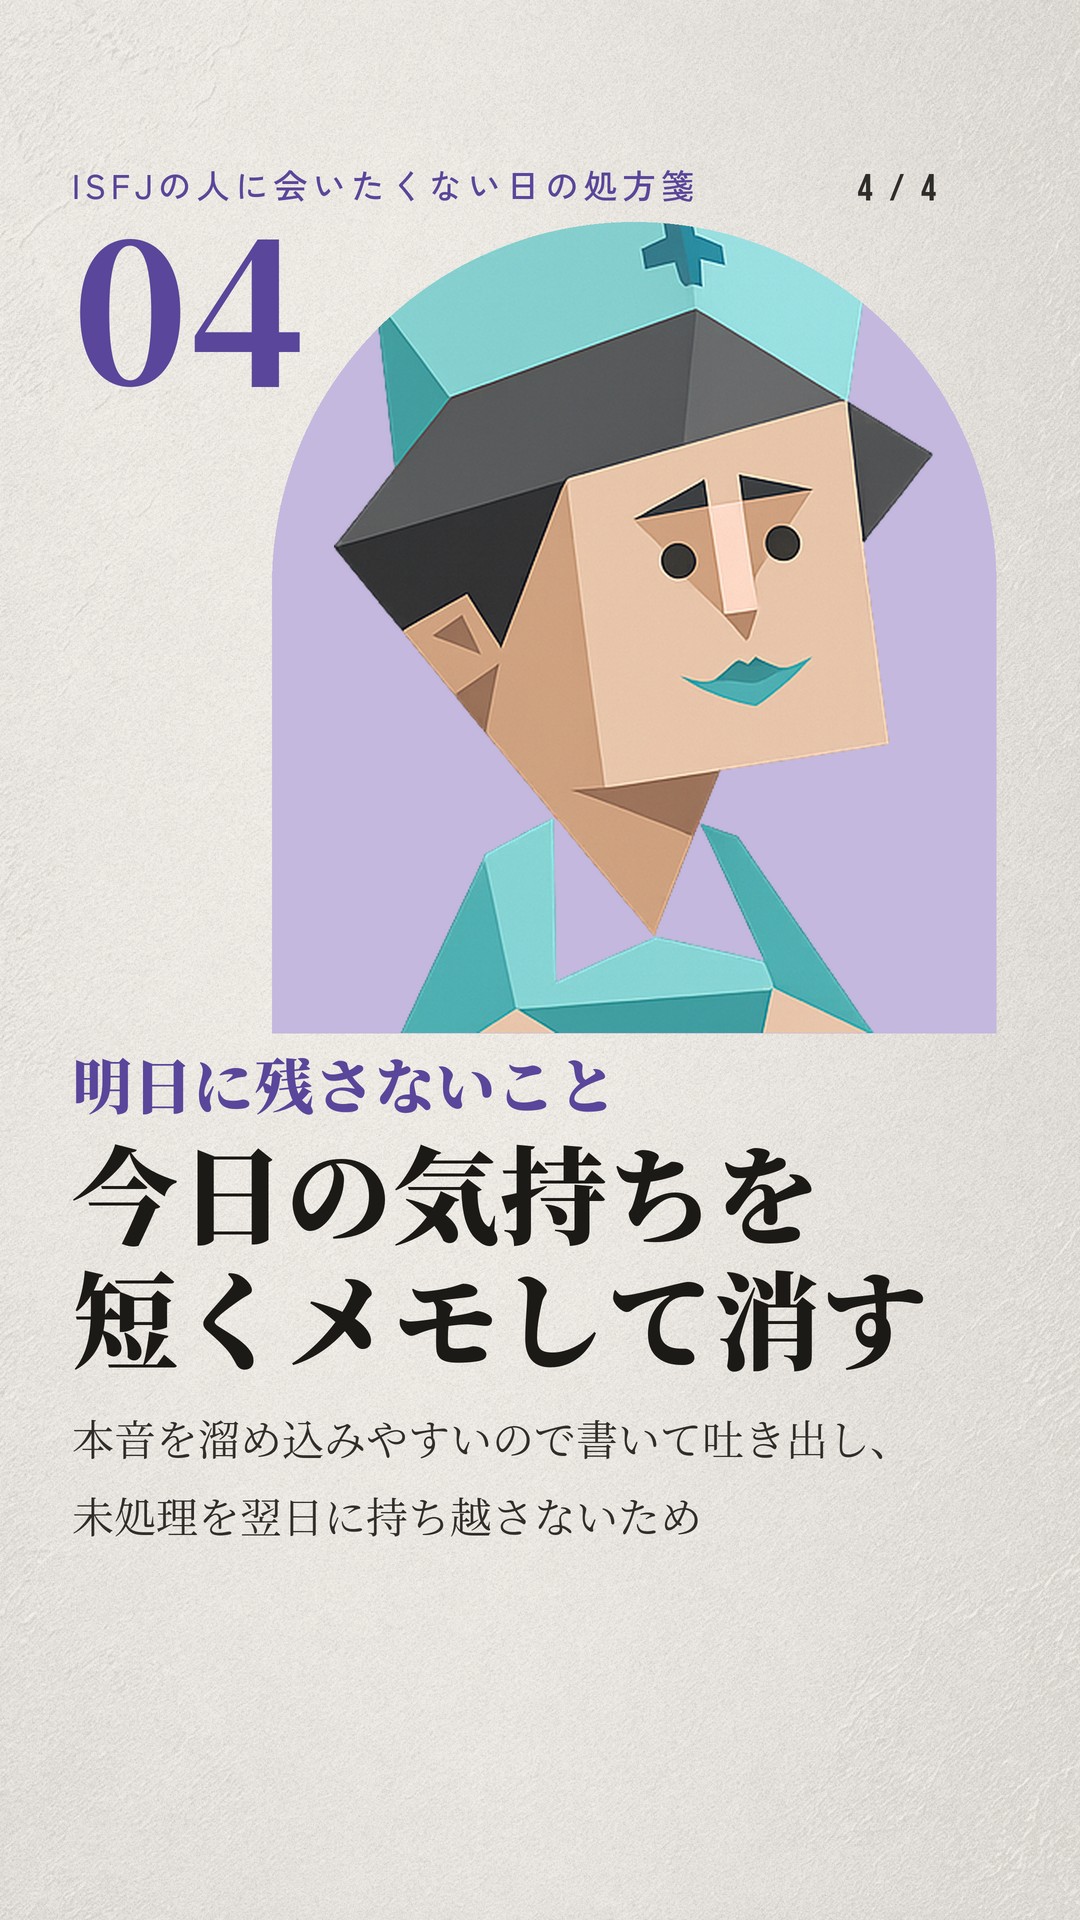 ISFJの人に会いたくない日の処方箋
4 / 4
04
明日に残さないこと
今日の気持ちを
短くメモして消す
本音を溜め込みやすいので書いて吐き出し、
未処理を翌日に持ち越さないため